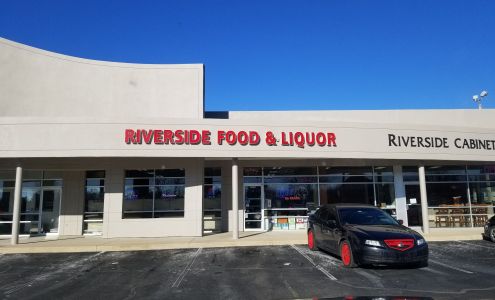 RIVERSIDE FOOD & LIQUOR
RIVERSIDE CABINET